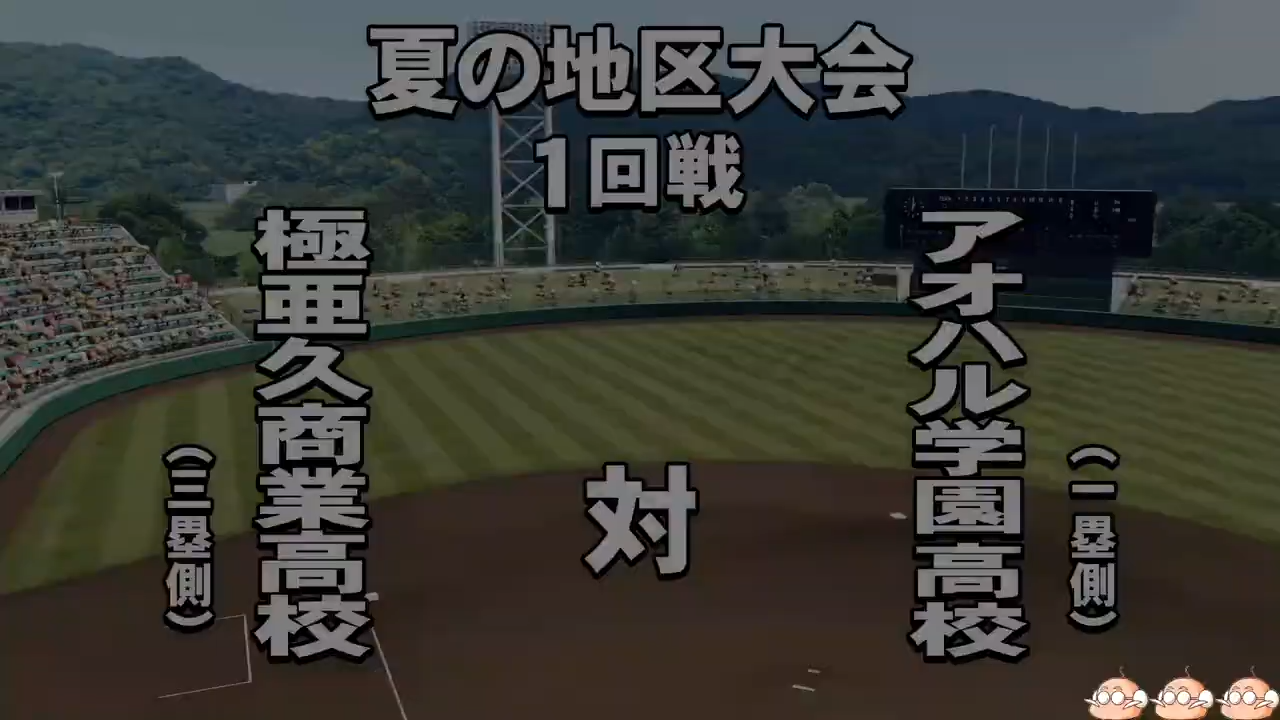 夏の地区大会
1回戦
アオハル学園高校
（一塁側）
対
極亜久商業高校
（三塁側）